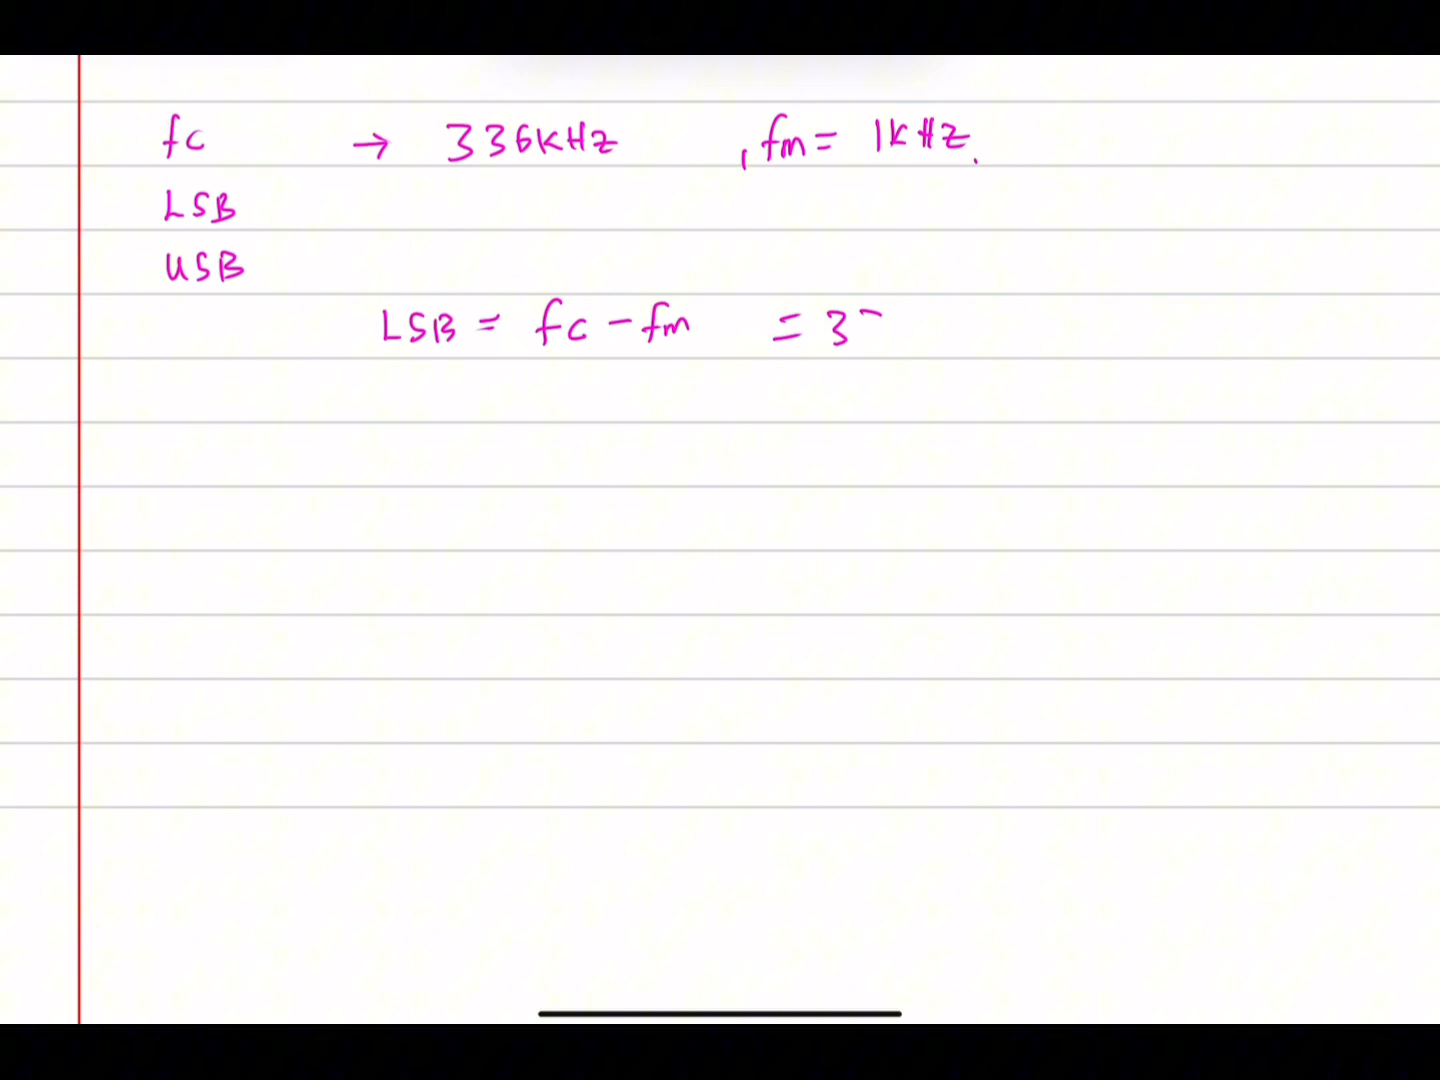 fc → 336KHz , fm = 1KHz.
LSB
USB
LSB = fc - fm = 3